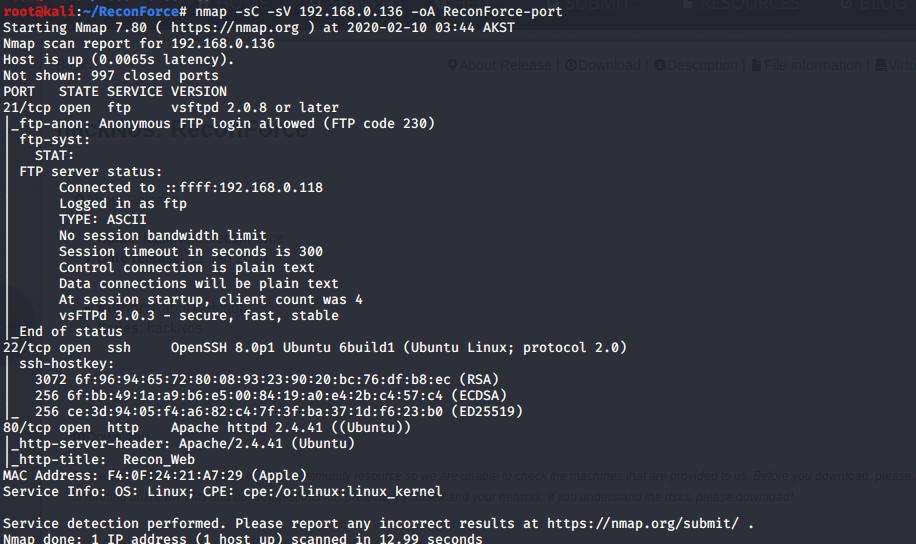 SUBMIT RESOURCES BLOG
root@kali:~/ReconForce# nmap -sC -sV 192.168.0.136 -oA ReconForce-port
Starting Nmap 7.80 ( https://nmap.org ) at 2020-02-10 03:44 AKST
Nmap scan report for 192.168.0.136
Host is up (0.0065s latency).
About Release | Download | Description | File information |
Not shown: 997 closed ports
PORT   STATE SERVICE VERSION
21/tcp open  ftp     vsftpd 2.0.8 or later
|_ftp-anon: Anonymous FTP login allowed (FTP code 230)
| ftp-syst:
|   STAT:
| FTP server status:
|      Connected to ::ffff:192.168.0.118
|      Logged in as ftp
|      TYPE: ASCII
|      No session bandwidth limit
|      Session timeout in seconds is 300
|      Control connection is plain text
|      Data connections will be plain text
|      At session startup, client count was 4
|      vsFTPd 3.0.3 - secure, fast, stable
|_End of status
22/tcp open  ssh     OpenSSH 8.0p1 Ubuntu 6build1 (Ubuntu Linux; protocol 2.0)
| ssh-hostkey:
|   3072 6f:96:94:65:72:80:08:93:23:90:20:bc:76:df:b8:ec (RSA)
|   256 6f:bb:49:1a:a9:b6:e5:00:84:19:a0:e4:2b:c4:57:c4 (ECDSA)
|_  256 ce:3d:94:05:f4:a6:82:c4:7f:3f:ba:37:1d:f6:23:b0 (ED25519)
80/tcp open  http    Apache httpd 2.4.41 ((Ubuntu))
|_http-server-header: Apache/2.4.41 (Ubuntu)
|_http-title:  Recon_Web
MAC Address: F4:0F:24:21:A7:29 (Apple)
Service Info: OS: Linux; CPE: cpe:/o:linux:linux_kernel

Service detection performed. Please report any incorrect results at https://nmap.org/submit/ .
Nmap done: 1 IP address (1 host up) scanned in 12.99 seconds